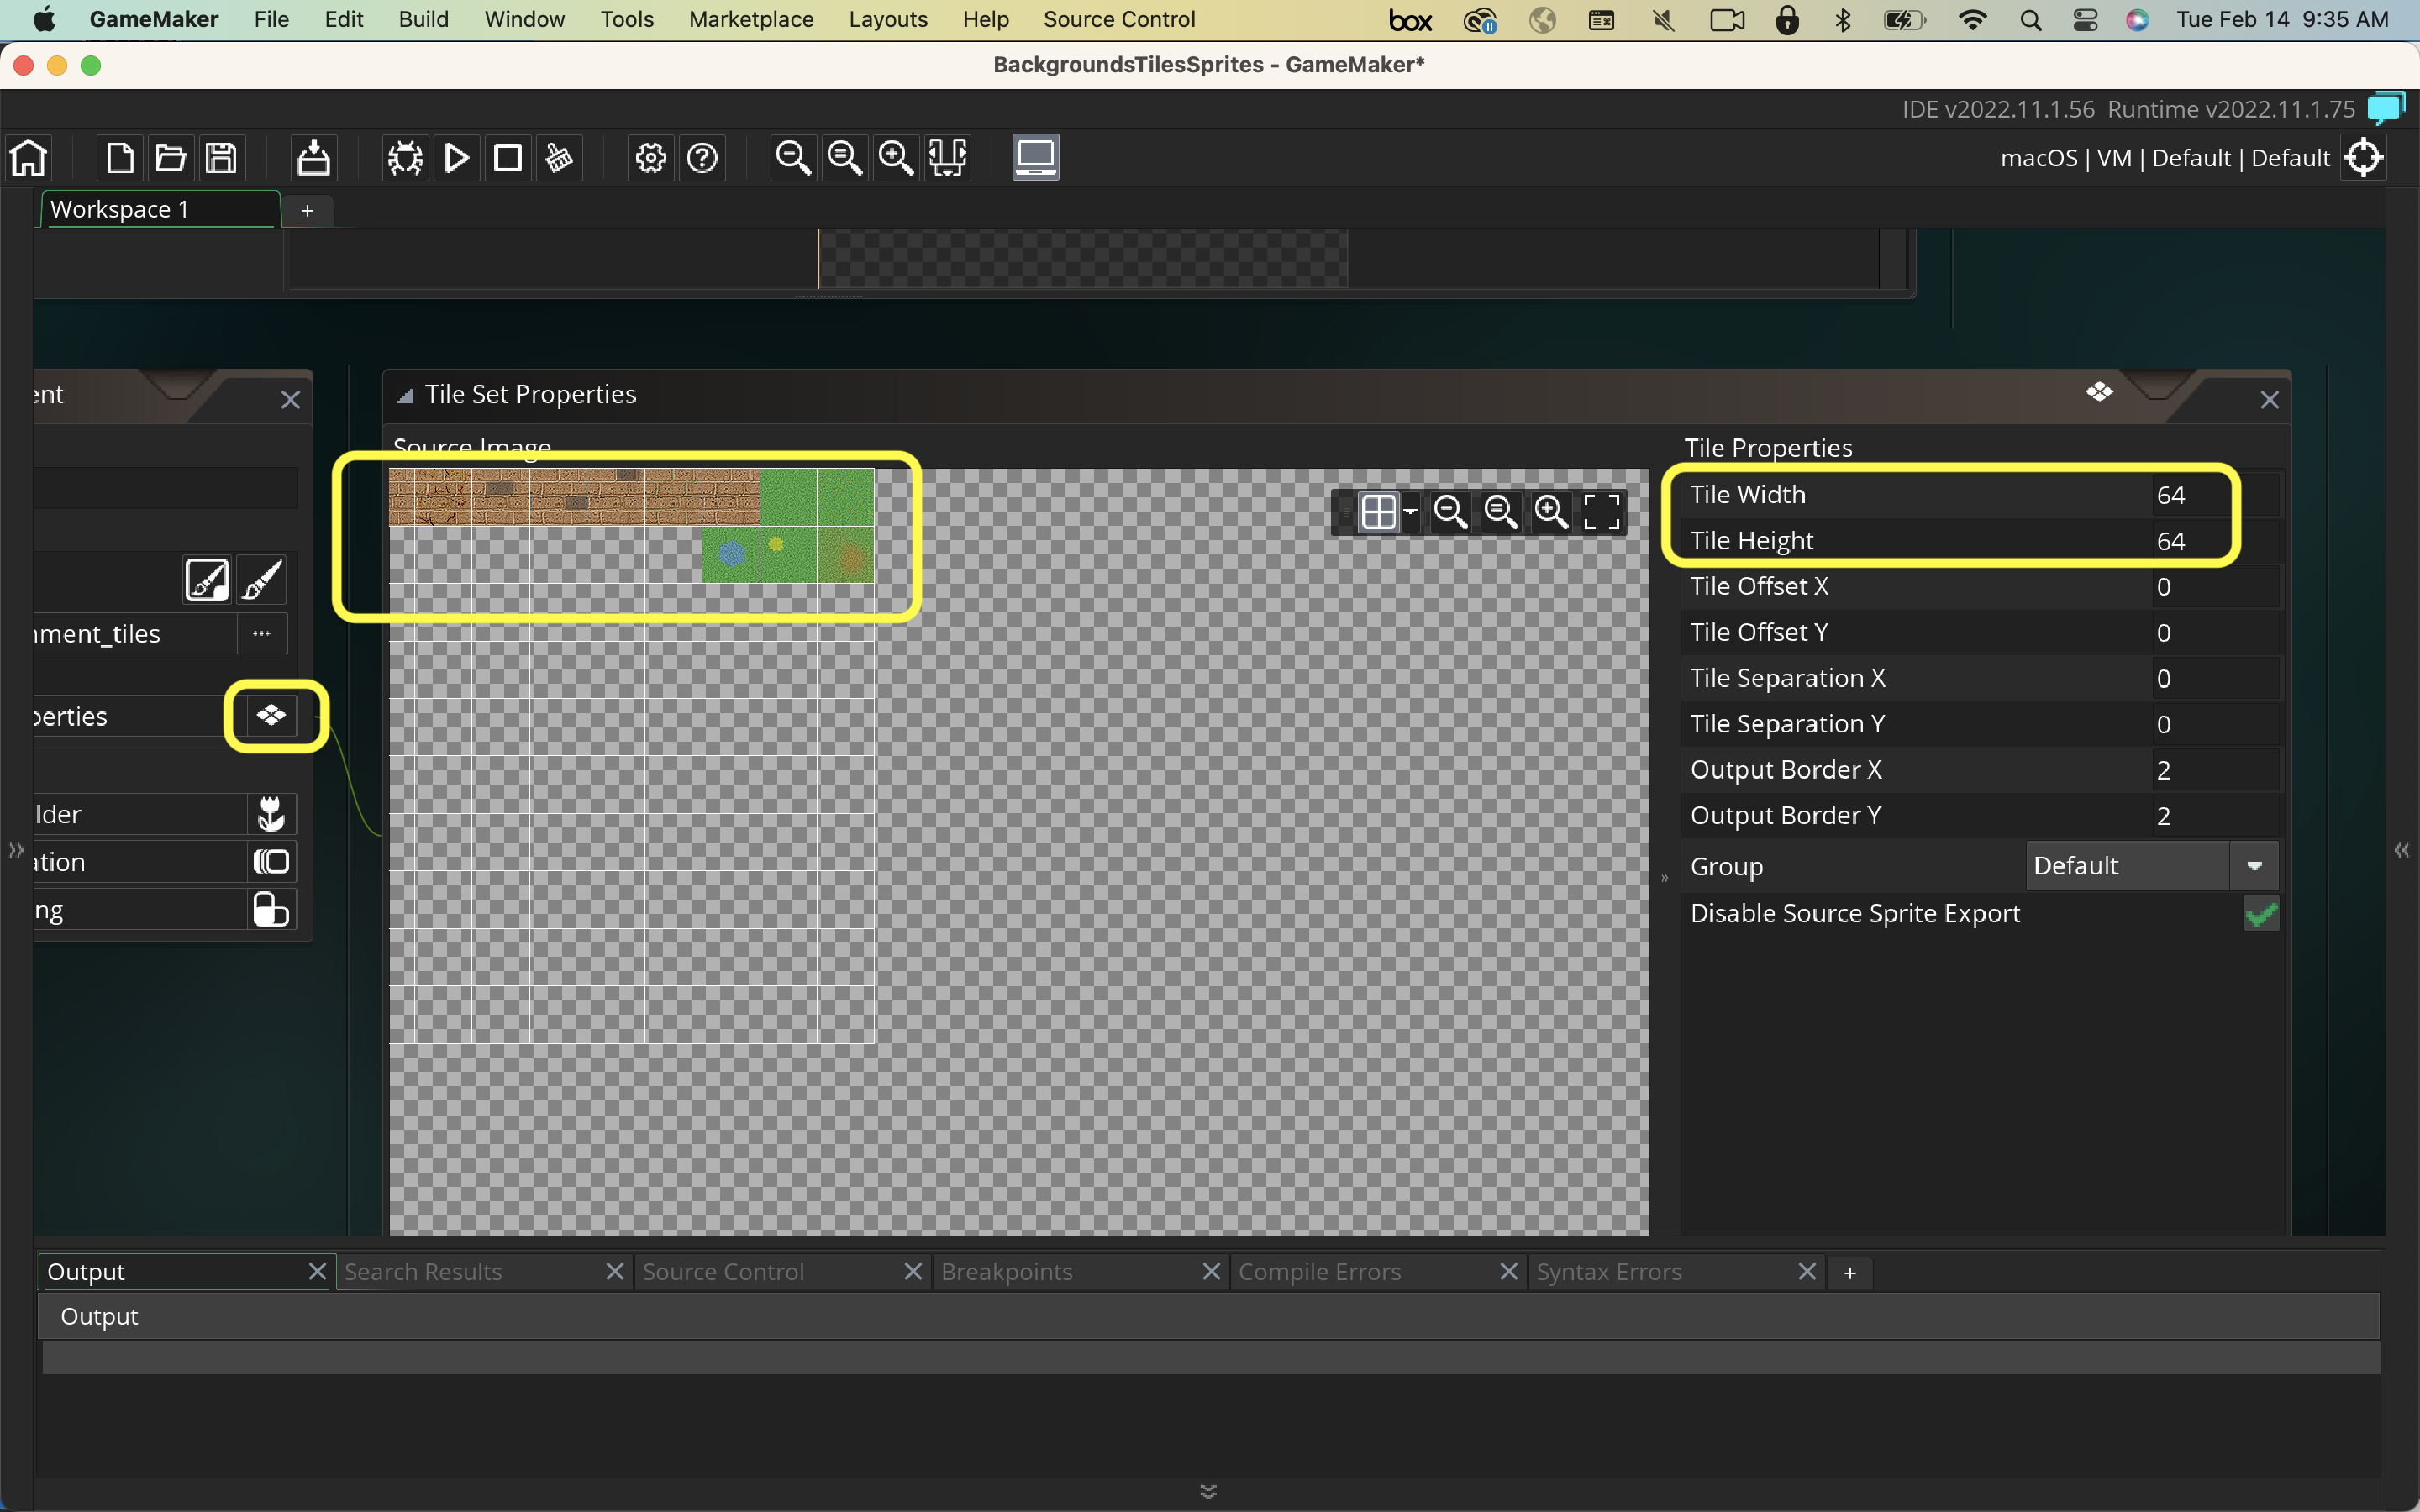 GameMaker File Edit Build Window Tools Marketplace Layouts Help Source Control box Tue Feb 14 9:35 AM
BackgroundsTilesSprites - GameMaker*
IDE v2022.11.1.56 Runtime v2022.11.1.75
macOS | VM | Default | Default
Workspace 1 +
ent
Tile Set Properties
Source Image
Tile Properties
Tile Width 64
Tile Height 64
Tile Offset X 0
nment_tiles ...
Tile Offset Y 0
Tile Separation X 0
perties
Tile Separation Y 0
Output Border X 2
lder
Output Border Y 2
ation
Group Default
ng
Disable Source Sprite Export
Output Search Results Source Control Breakpoints Compile Errors Syntax Errors +
Output